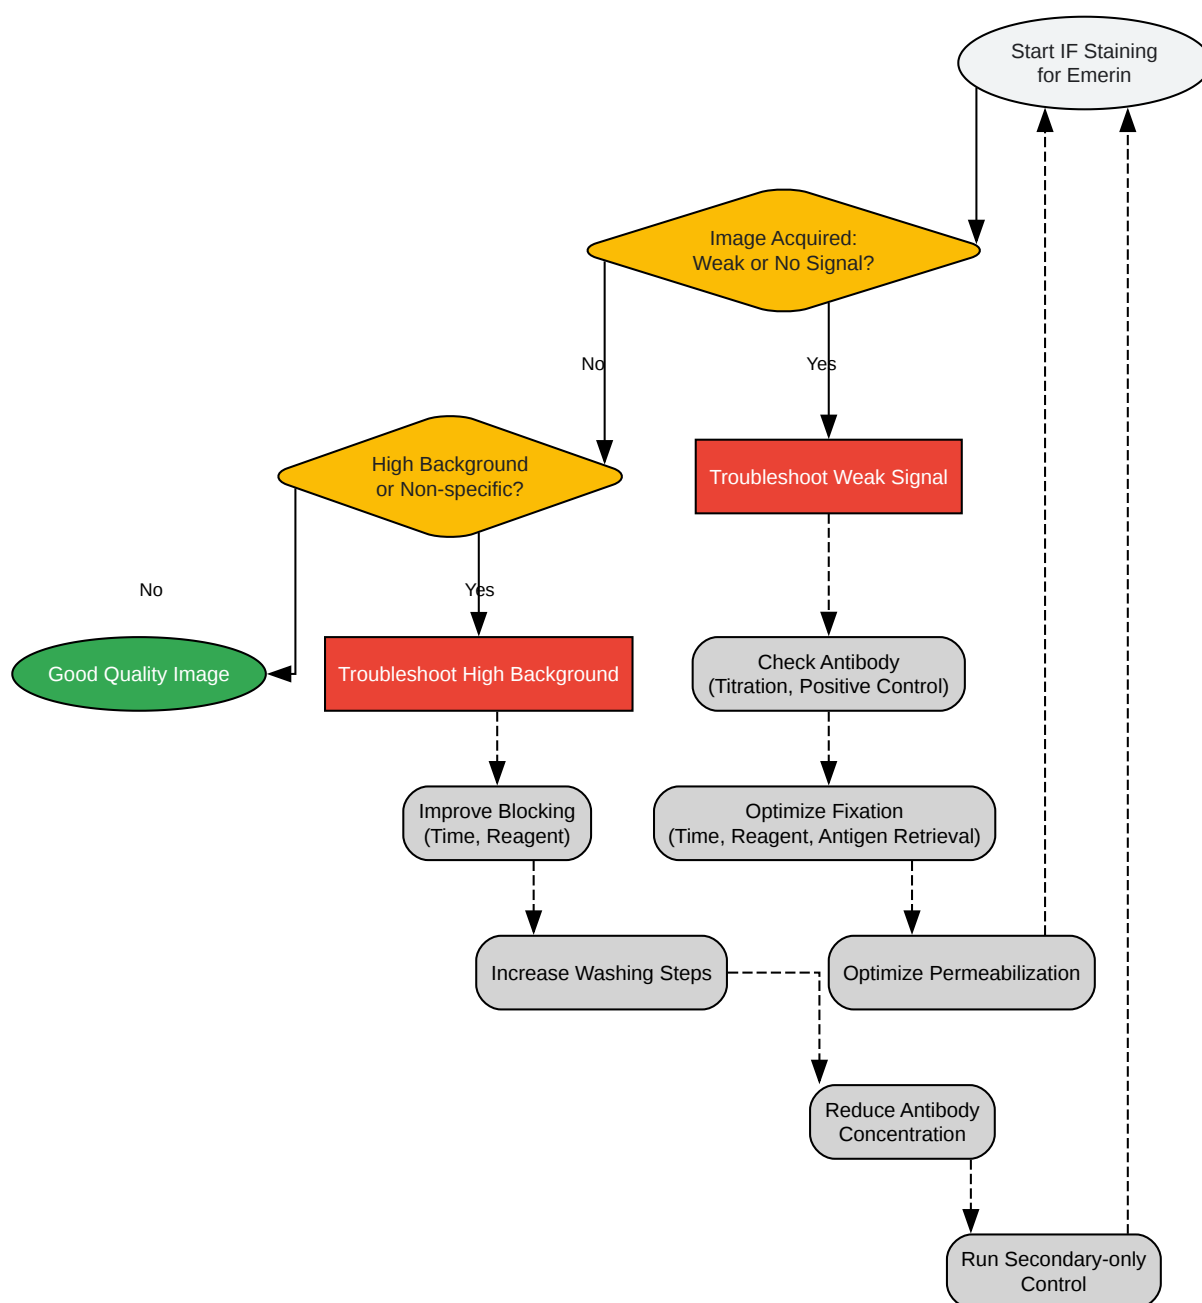 Start IF Staining
for Emerin
Image Acquired:
Weak or No Signal?
No
Yes
High Background
or Non-specific?
Troubleshoot Weak Signal
No
Yes
Good Quality Image
Troubleshoot High Background
Check Antibody
(Titration, Positive Control)
Improve Blocking
(Time, Reagent)
Optimize Fixation
(Time, Reagent, Antigen Retrieval)
Increase Washing Steps
Optimize Permeabilization
Reduce Antibody
Concentration
Run Secondary-only
Control